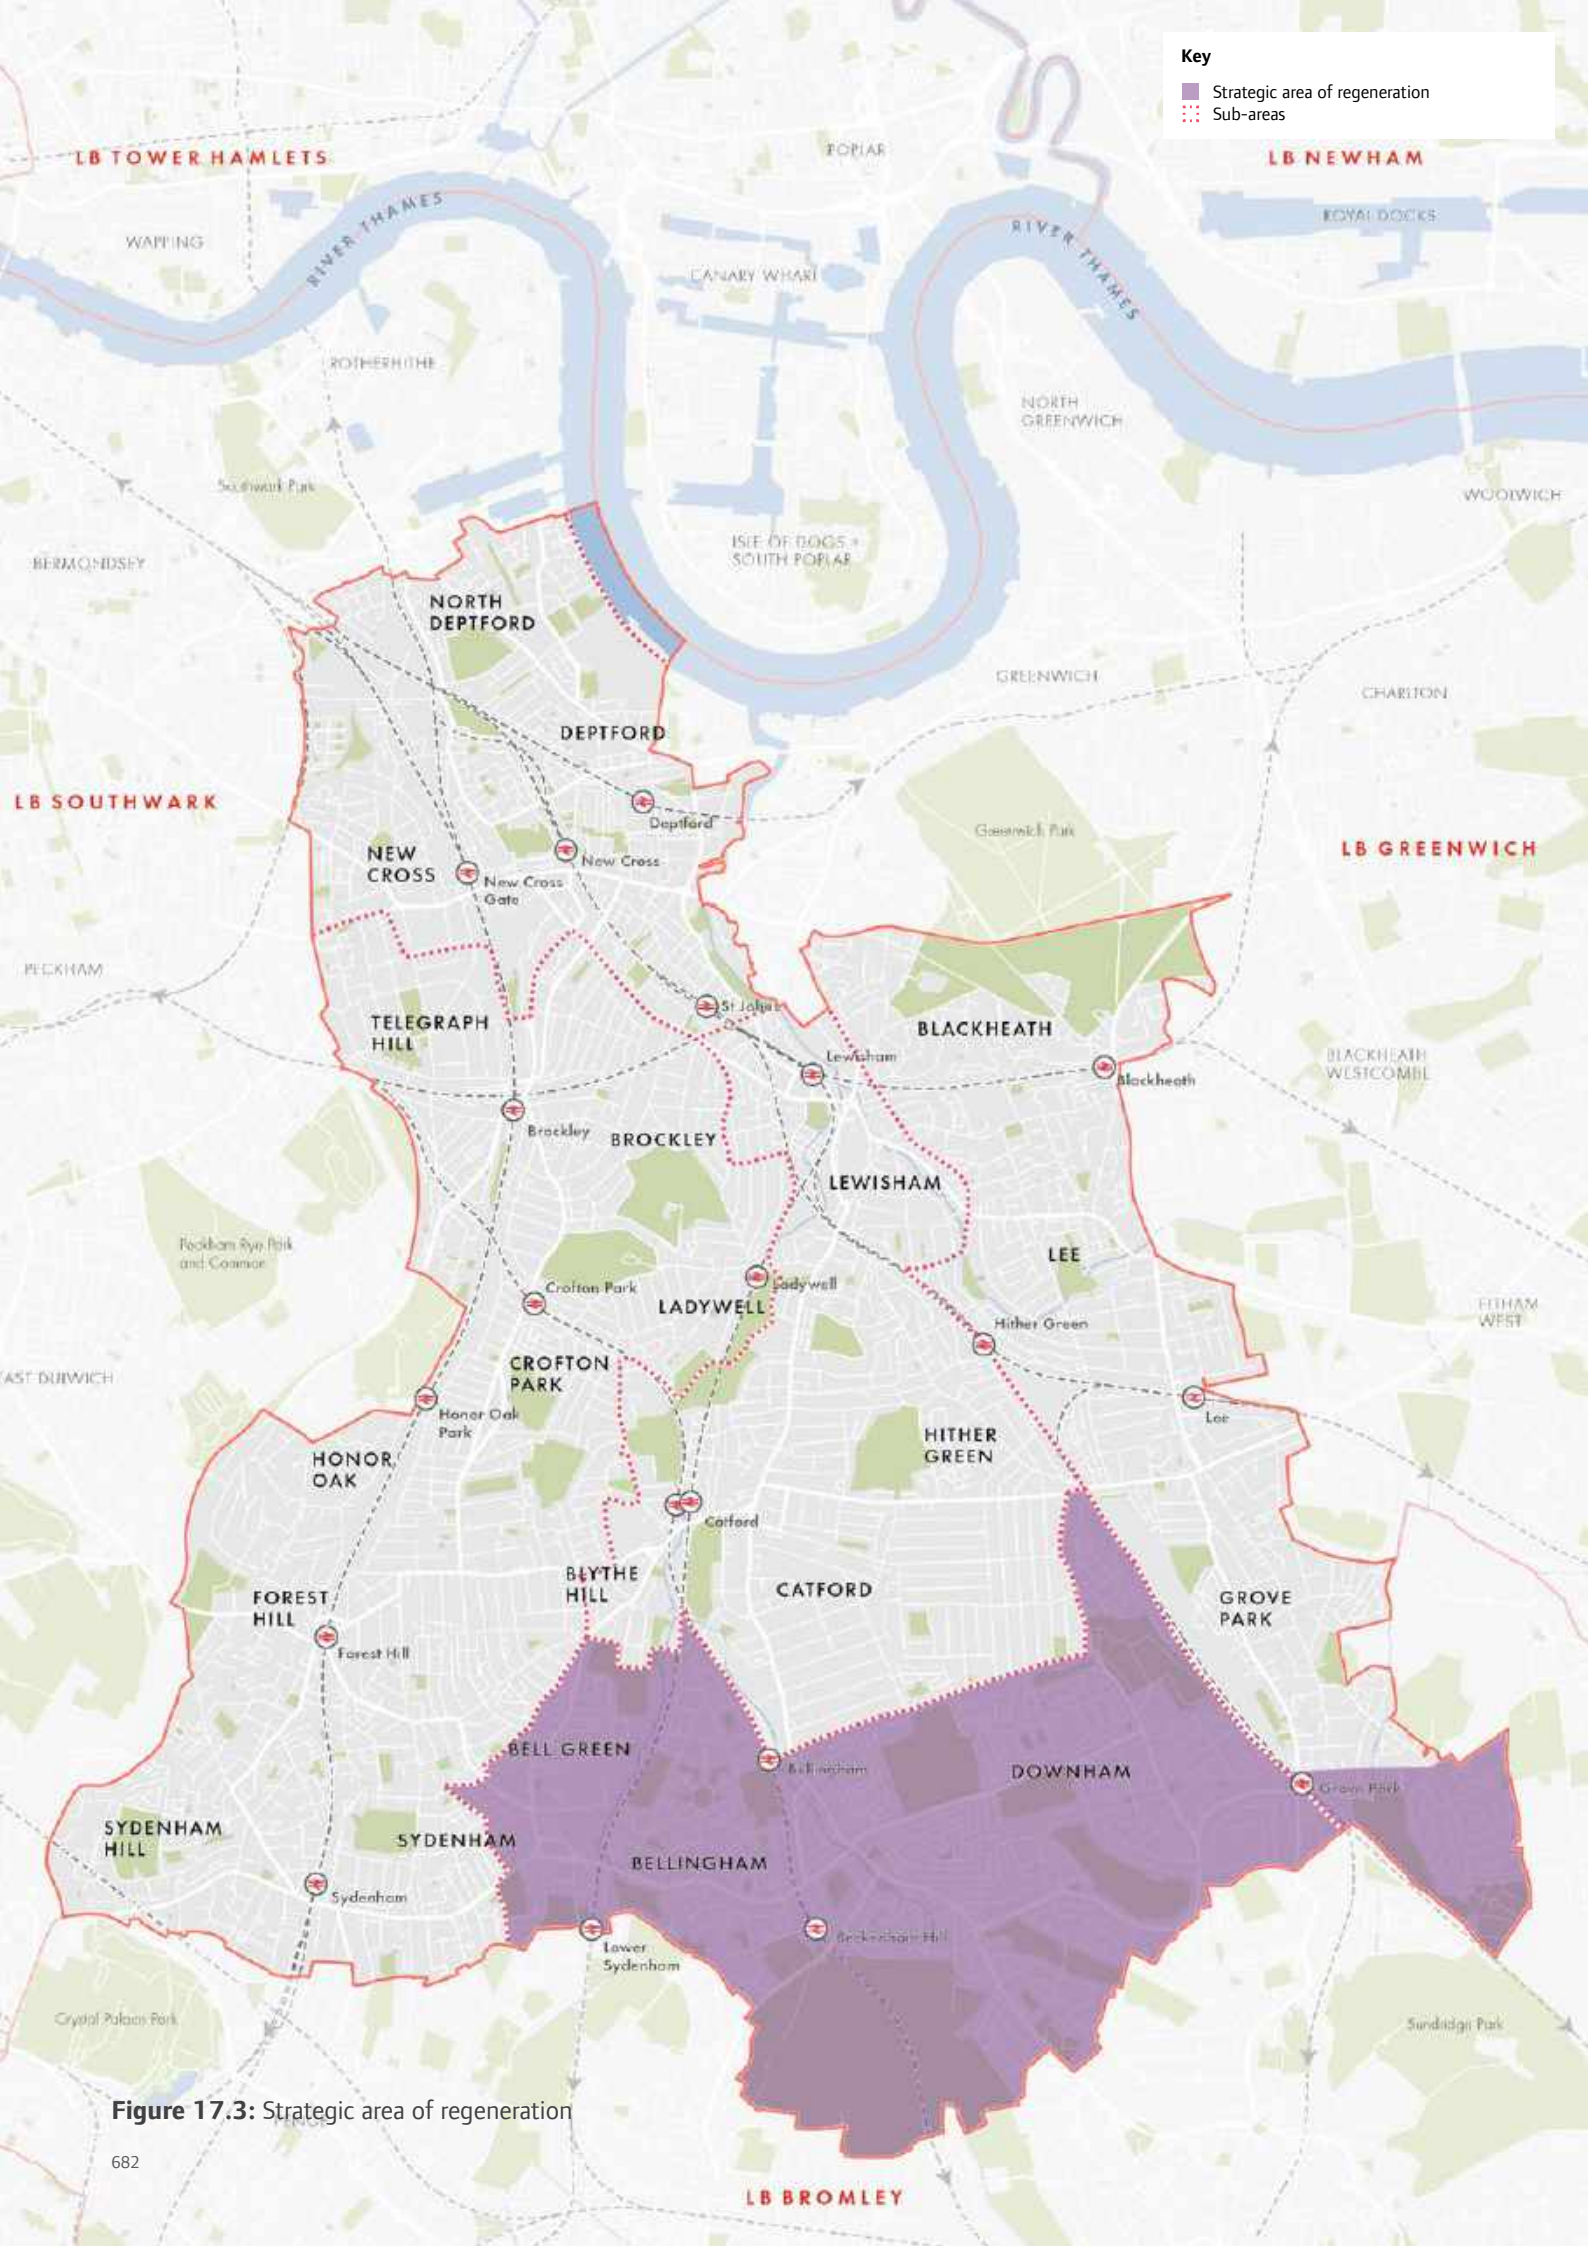 Key
Strategic area of regeneration
Sub-areas
LB TOWER HAMLETS
POPLAR
LB NEWHAM
ROYAL DOCKS
RIVER THAMES
RIVER THAMES
WAPPING
CANARY WHARF
ROTHERHITHE
NORTH
GREENWICH
Southwark Park
WOOLWICH
ISLE OF DOGS +
SOUTH POPLAR
BERMONDSEY
NORTH
DEPTFORD
GREENWICH
CHARLTON
DEPTFORD
LB SOUTHWARK
Deptford
Greenwich Park
LB GREENWICH
NEW
CROSS
New Cross
New Cross
Gate
PECKHAM
St Johns
TELEGRAPH
HILL
BLACKHEATH
Lewisham
BLACKHEATH
WESTCOMBE
Blackheath
Brockley
BROCKLEY
LEWISHAM
Peckham Rye Park
and Common
LEE
Crofton Park
Ladywell
LADYWELL
Hither Green
ELTHAM
WEST
CROFTON
PARK
EAST DULWICH
Honor Oak
Park
Lee
HITHER
GREEN
HONOR
OAK
Catford
BLYTHE
HILL
CATFORD
FOREST
HILL
GROVE
PARK
Forest Hill
BELL GREEN
Bellingham
DOWNHAM
Grove Park
SYDENHAM
HILL
SYDENHAM
BELLINGHAM
Sydenham
Beckenham Hill
Lower
Sydenham
Crystal Palace Park
Sundridge Park
Figure 17.3: Strategic area of regeneration
PENGE
682
LB BROMLEY